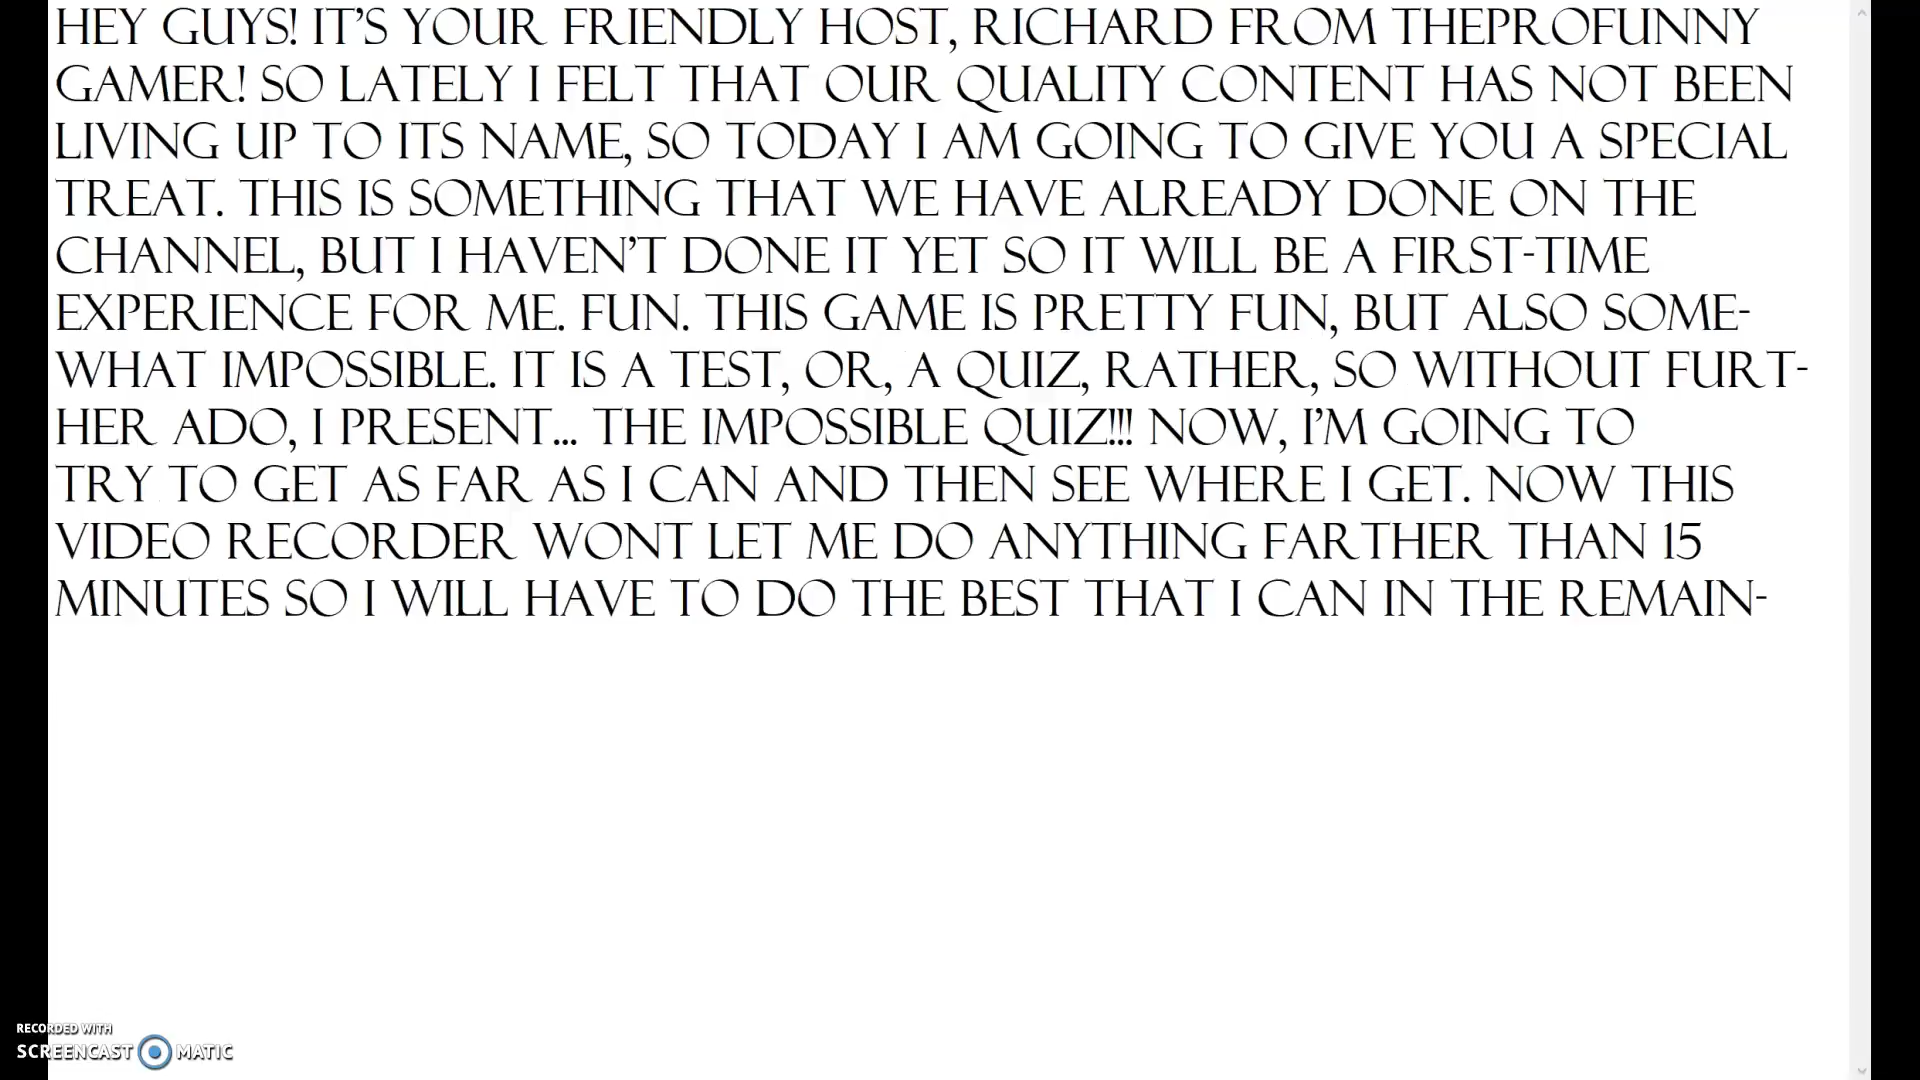 HEY GUYS! IT'S YOUR FRIENDLY HOST, RICHARD FROM THEPROFUNNY
GAMER! SO LATELY I FELT THAT OUR QUALITY CONTENT HAS NOT BEEN
LIVING UP TO ITS NAME, SO TODAY I AM GOING TO GIVE YOU A SPECIAL
TREAT. THIS IS SOMETHING THAT WE HAVE ALREADY DONE ON THE
CHANNEL, BUT I HAVEN'T DONE IT YET SO IT WILL BE A FIRST-TIME
EXPERIENCE FOR ME. FUN. THIS GAME IS PRETTY FUN, BUT ALSO SOME-
WHAT IMPOSSIBLE. IT IS A TEST, OR, A QUIZ, RATHER, SO WITHOUT FURT-
HER ADO, I PRESENT... THE IMPOSSIBLE QUIZ!!! NOW, I'M GOING TO
TRY TO GET AS FAR AS I CAN AND THEN SEE WHERE I GET. NOW THIS
VIDEO RECORDER WONT LET ME DO ANYTHING FARTHER THAN 15
MINUTES SO I WILL HAVE TO DO THE BEST THAT I CAN IN THE REMAIN-
RECORDED WITH
SCREENCAST MATIC